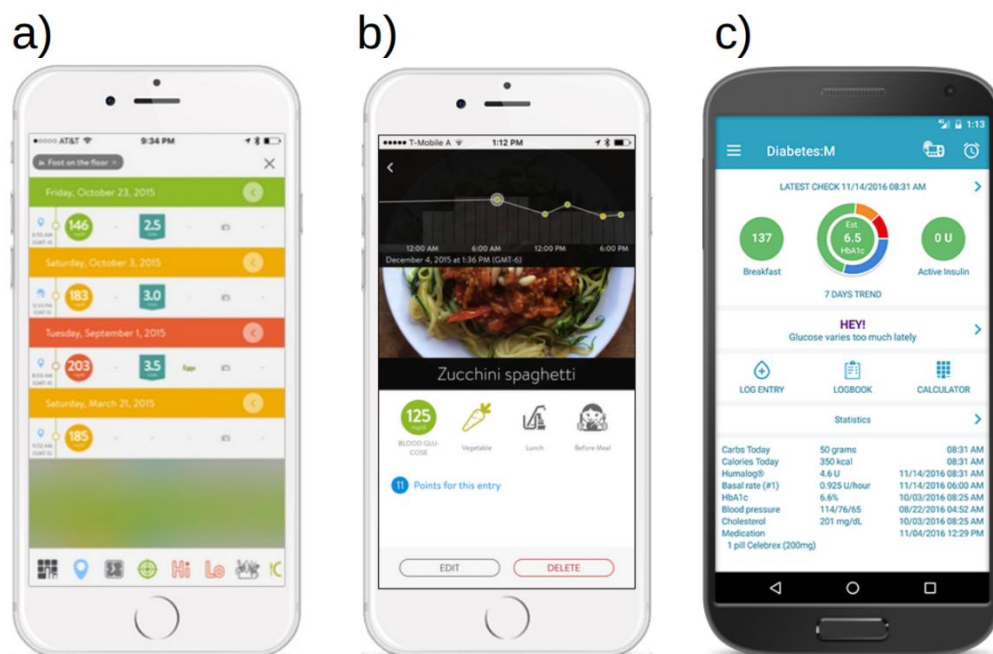 a)
b)
c)
AT&T
9:34 PM
Foot on the floor ×
Friday, October 23, 2015
146
2.5
Saturday, October 3, 2015
183
3.0
Tuesday, September 1, 2015
203
3.5
Saturday, March 21, 2015
185
Hi
Lo
T-Mobile
1:12 PM
12:00 AM
6:00 AM
12:00 PM
6:00 PM
December 4, 2015 at 1:36 PM (GMT-6)
Zucchini spaghetti
125
mg/dl
BLOOD GLU-
COSE
Vegetable
Lunch
Before Meal
11 Points for this entry
EDIT
DELETE
1:13
Diabetes:M
LATEST CHECK 11/14/2016 08:31 AM
137
Breakfast
Est.
6.5
HbA1c
0 U
Active Insulin
7 DAYS TREND
HEY!
Glucose varies too much lately
LOG ENTRY
LOGBOOK
CALCULATOR
Statistics
Carbs Today 50 grams 08:31 AM
Calories Today 350 kcal 08:31 AM
Humalog® 4.6 U 11/14/2016 08:31 AM
Basal rate (#1) 0.925 U/hour 11/14/2016 06:00 AM
HbA1c 6.6% 10/03/2016 08:25 AM
Blood pressure 114/76/65 08/22/2016 04:52 AM
Cholesterol 201 mg/dL 10/03/2016 08:25 AM
Medication 11/04/2016 12:29 PM
1 pill Celebrex (200mg)